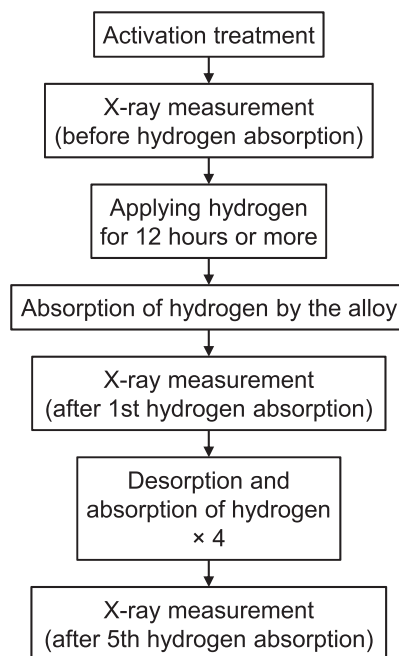 Activation treatment
X-ray measurement
(before hydrogen absorption)
Applying hydrogen
for 12 hours or more
Absorption of hydrogen by the alloy
X-ray measurement
(after 1st hydrogen absorption)
Desorption and
absorption of hydrogen
× 4
X-ray measurement
(after 5th hydrogen absorption)